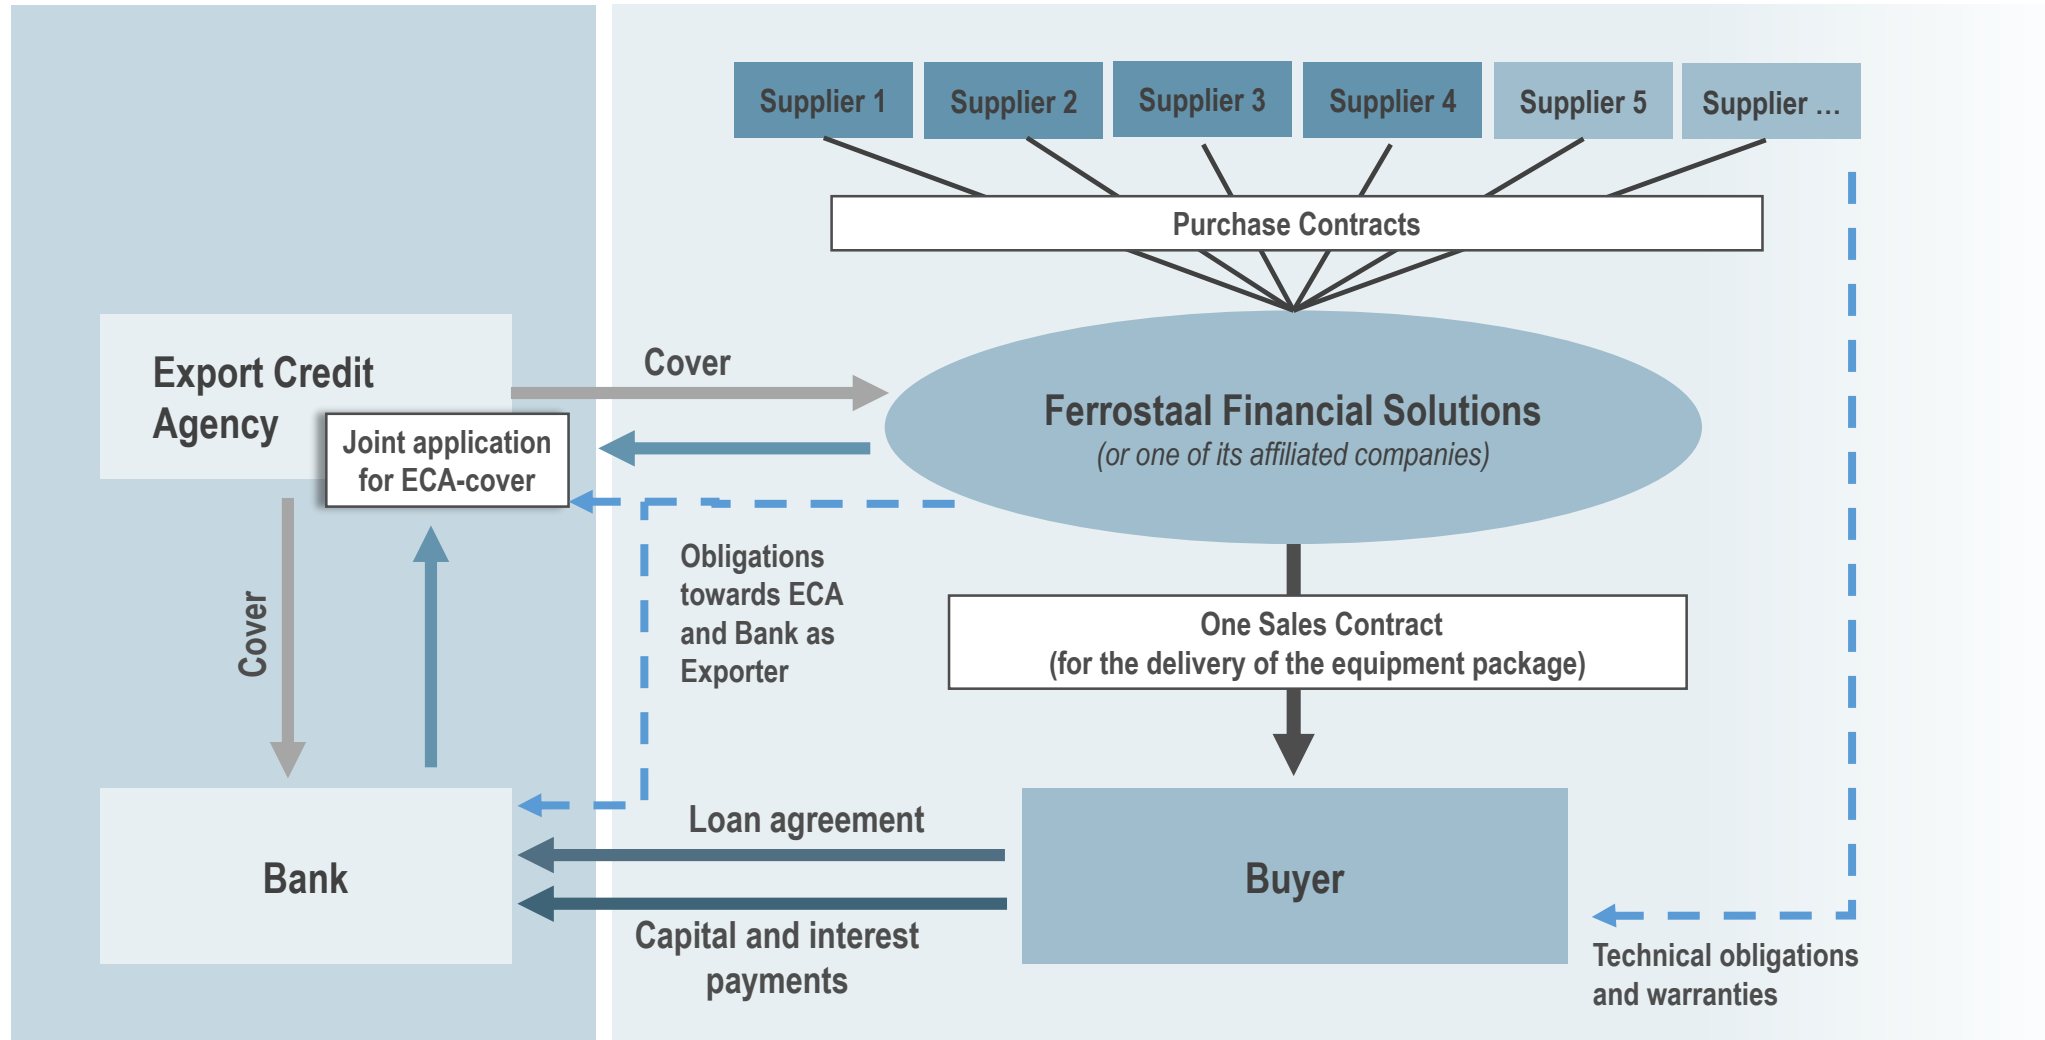 Supplier 1
Supplier 2
Supplier 3
Supplier 4
Supplier 5
Supplier ...
Purchase Contracts
Export Credit
Agency
Cover
Ferrostaal Financial Solutions
(or one of its affiliated companies)
Joint application
for ECA-cover
Obligations
towards ECA
and Bank as
Exporter
Cover
One Sales Contract
(for the delivery of the equipment package)
Loan agreement
Bank
Buyer
Capital and interest
payments
Technical obligations
and warranties